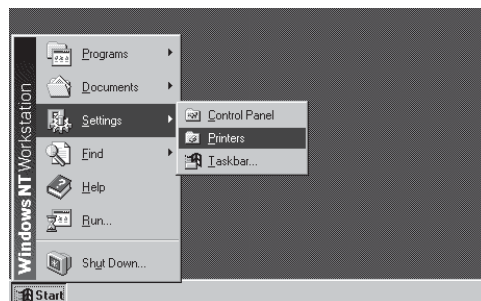 Programs
Documents
Settings
Find
Help
Run...
Shut Down...
Windows NT Workstation
Control Panel
Printers
Taskbar...
Start